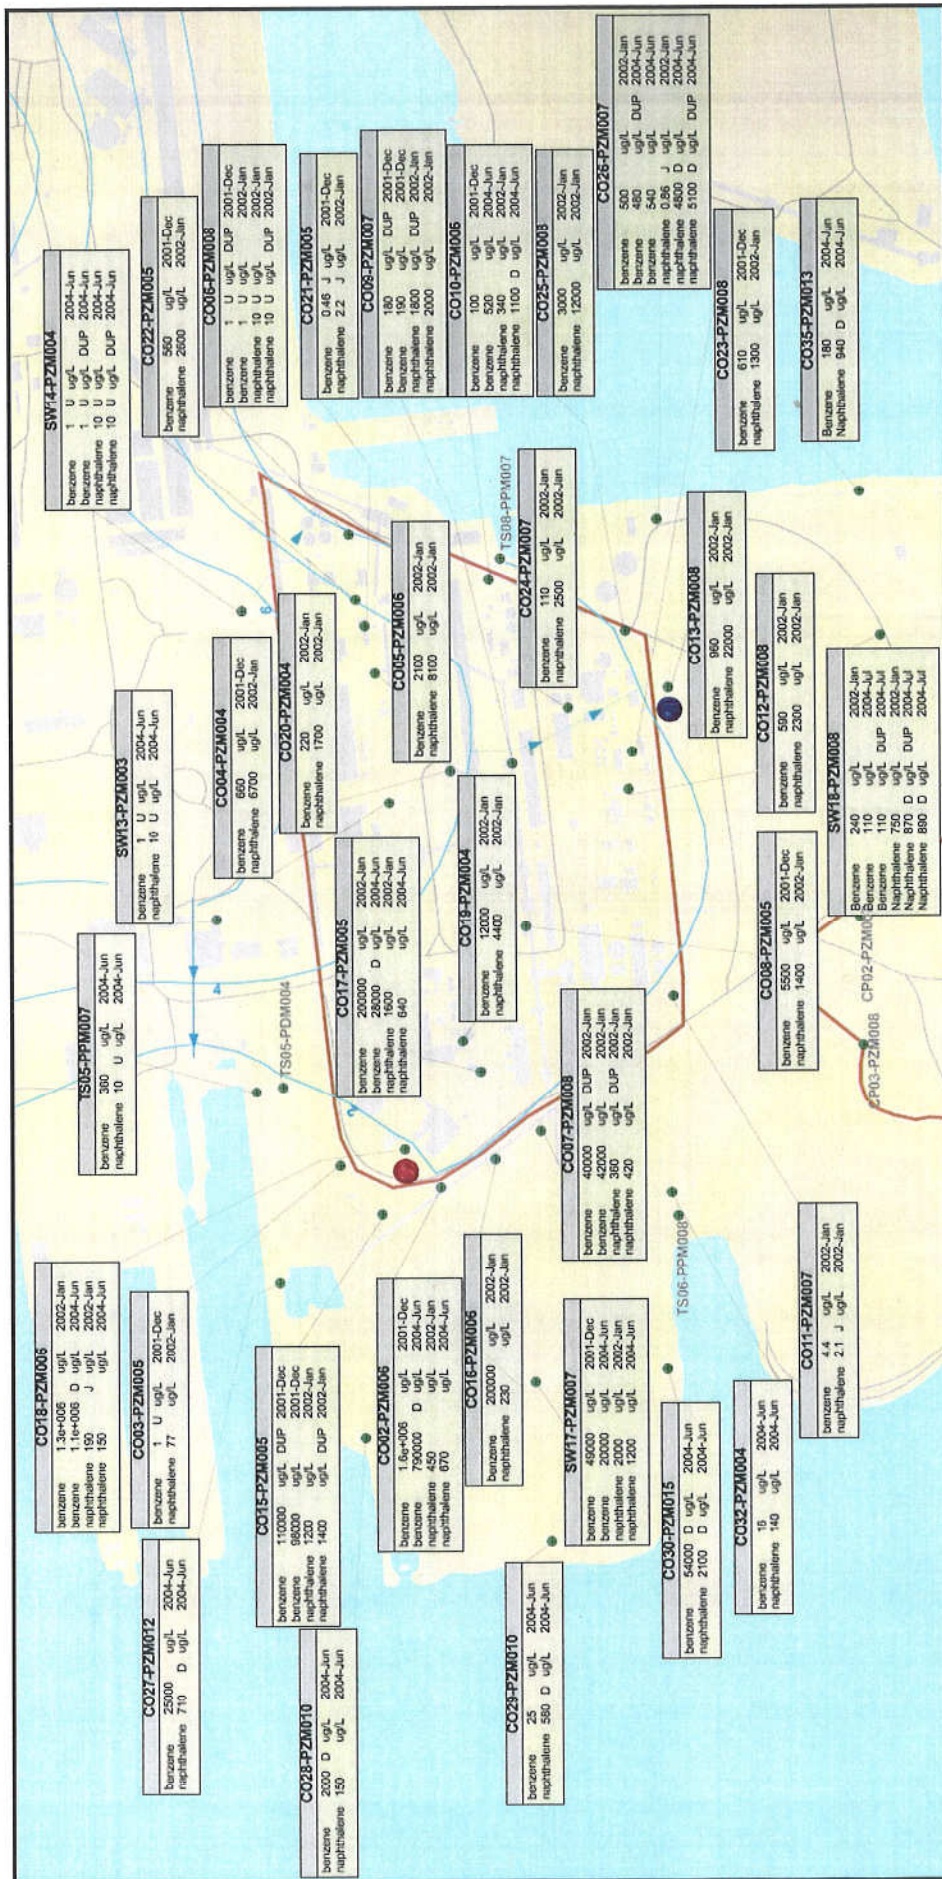 CO27-PZM012
benzene 25000 ug/L 2004-Jun
naphthalene 710 D ug/L 2004-Jun
CO28-PZM010
benzene 2000 D ug/L 2004-Jun
naphthalene 150 ug/L 2004-Jun
CO29-PZM010
benzene 25 ug/L 2004-Jun
naphthalene 580 D ug/L 2004-Jun
CO18-PZM006
benzene 1.3e+006 ug/L 2002-Jan
benzene 1.1e+006 D ug/L 2004-Jun
naphthalene 190 J ug/L 2002-Jan
naphthalene 150 ug/L 2004-Jun
CO03-PZM005
benzene 1 U ug/L 2001-Dec
naphthalene 77 ug/L 2002-Jan
CO15-PZM005
benzene 110000 ug/L DUP 2001-Dec
benzene 98000 ug/L 2001-Dec
naphthalene 1200 ug/L 2002-Jan
naphthalene 1400 ug/L DUP 2002-Jan
CO02-PZM006
benzene 1.6e+006 ug/L 2001-Dec
benzene 790000 D ug/L 2004-Jun
naphthalene 450 ug/L 2002-Jan
naphthalene 670 ug/L 2004-Jun
CO16-PZM006
benzene 200000 ug/L 2002-Jan
naphthalene 230 ug/L 2002-Jan
SW17-PZM007
benzene 49000 ug/L 2001-Dec
benzene 20000 ug/L 2004-Jun
naphthalene 2000 ug/L 2002-Jan
naphthalene 1200 ug/L 2004-Jun
CO30-PZM015
benzene 54000 D ug/L 2004-Jun
naphthalene 2100 D ug/L 2004-Jun
CO32-PZM004
benzene 16 ug/L 2004-Jun
naphthalene 140 ug/L 2004-Jun
CO11-PZM007
benzene 4.4 ug/L 2002-Jan
naphthalene 2.1 J ug/L 2002-Jan
TS06-PPM008
TS05-PPM007
benzene 360 ug/L 2004-Jun
naphthalene 10 U ug/L 2004-Jun
TS05-PDM004
2
4
6
CO17-PZM005
benzene 200000 ug/L 2002-Jan
benzene 28000 D ug/L 2004-Jun
naphthalene 1600 ug/L 2002-Jan
naphthalene 640 ug/L 2004-Jun
CO19-PZM004
benzene 12000 ug/L 2002-Jan
naphthalene 4400 ug/L 2002-Jan
CO07-PZM008
benzene 40000 ug/L DUP 2002-Jan
benzene 42000 ug/L 2002-Jan
naphthalene 360 ug/L DUP 2002-Jan
naphthalene 420 ug/L 2002-Jan
CO08-PZM005
benzene 5500 ug/L 2001-Dec
naphthalene 1400 ug/L 2002-Jan
CP03-PZM008
SW13-PZM003
benzene 1 U ug/L 2004-Jun
naphthalene 10 U ug/L 2004-Jun
CO04-PZM004
benzene 660 ug/L 2001-Dec
naphthalene 6700 ug/L 2002-Jan
CO20-PZM004
benzene 220 ug/L 2002-Jan
naphthalene 1700 ug/L 2002-Jan
CO05-PZM006
benzene 2100 ug/L 2002-Jan
naphthalene 8100 ug/L 2002-Jan
TS08-PPM007
CO24-PZM007
benzene 110 ug/L 2002-Jan
naphthalene 2500 ug/L 2002-Jan
CO13-PZM008
benzene 960 ug/L 2002-Jan
naphthalene 22000 ug/L 2002-Jan
CO12-PZM008
benzene 590 ug/L 2002-Jan
naphthalene 2300 ug/L 2002-Jan
SW18-PZM008
Benzene 240 ug/L 2002-Jan
Benzene 110 ug/L 2004-Jul
Benzene 110 ug/L DUP 2004-Jul
Naphthalene 750 ug/L 2002-Jan
Naphthalene 870 D ug/L DUP 2004-Jul
Naphthalene 890 D ug/L 2004-Jul
SW14-PZM004
benzene 1 U ug/L 2004-Jun
benzene 1 U ug/L DUP 2004-Jun
naphthalene 10 U ug/L 2004-Jun
naphthalene 10 U ug/L DUP 2004-Jun
CO22-PZM005
benzene 560 ug/L 2001-Dec
naphthalene 2600 ug/L 2002-Jan
CO06-PZM008
benzene 1 U ug/L DUP 2001-Dec
benzene 1 U ug/L 2002-Jan
naphthalene 10 U ug/L 2002-Jan
naphthalene 10 U ug/L DUP 2002-Jan
CO21-PZM005
benzene 0.46 J ug/L 2001-Dec
naphthalene 2.2 J ug/L 2002-Jan
CO09-PZM007
benzene 180 ug/L DUP 2001-Dec
benzene 190 ug/L 2001-Dec
naphthalene 1800 ug/L DUP 2002-Jan
naphthalene 2000 ug/L 2002-Jan
CO10-PZM006
benzene 100 ug/L 2001-Dec
benzene 520 ug/L 2004-Jun
naphthalene 340 ug/L 2002-Jan
naphthalene 1100 D ug/L 2004-Jun
CO25-PZM008
benzene 3000 ug/L 2002-Jan
naphthalene 12000 ug/L 2002-Jan
CO26-PZM007
benzene 500 ug/L 2002-Jan
benzene 480 ug/L DUP 2004-Jun
benzene 540 ug/L 2004-Jun
naphthalene 0.86 J ug/L 2002-Jan
naphthalene 4800 D ug/L 2004-Jun
naphthalene 5100 D ug/L DUP 2004-Jun
CO23-PZM008
benzene 610 ug/L 2001-Dec
naphthalene 1300 ug/L 2002-Jan
CO35-PZM013
Benzene 180 ug/L 2004-Jun
Naphthalene 940 D ug/L 2004-Jun